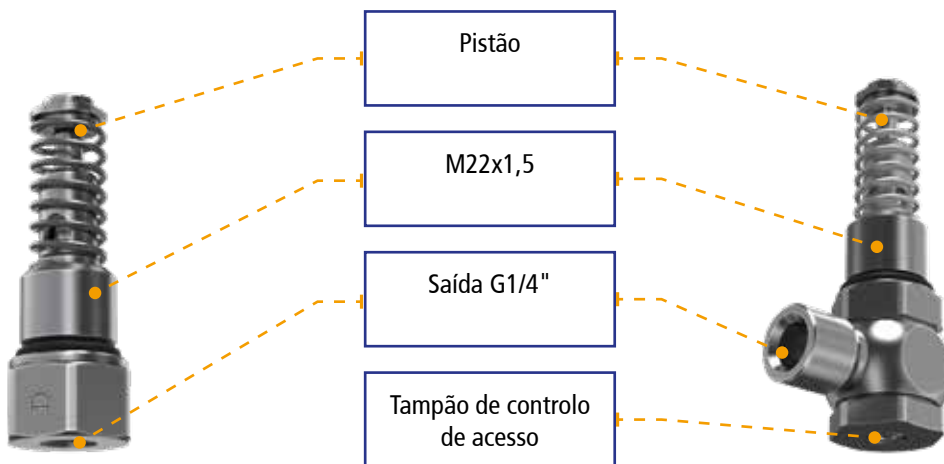 Pistão
M22x1,5
Saída G1/4"
Tampão de controlo
de acesso